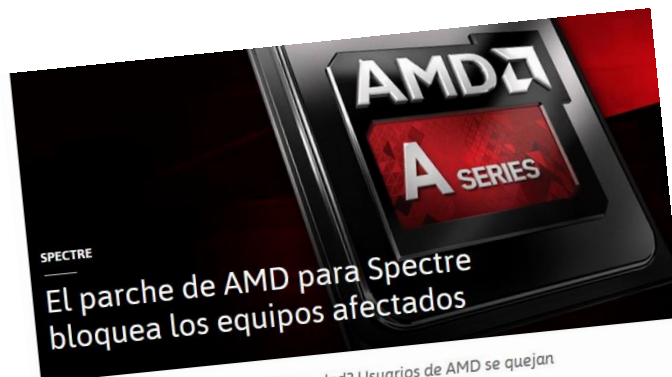 AMD
A SERIES
SPECTRE
El parche de AMD para Spectre
bloquea los equipos afectados
Usuarios de AMD se quejan